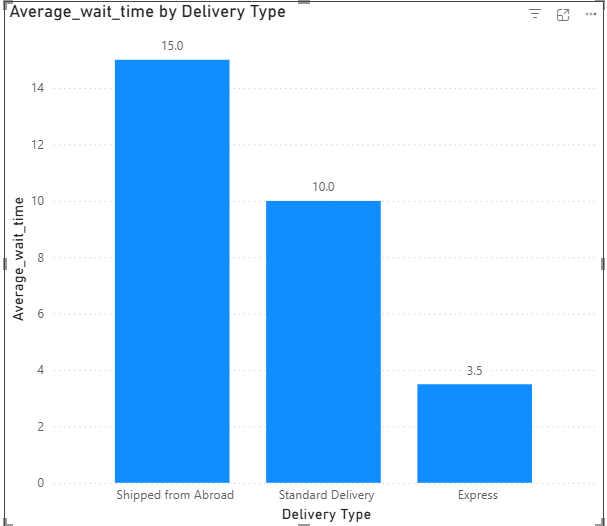 Average_wait_time by Delivery Type
15.0
14
12
10.0
10
Average_wait_time
8
6
4
3.5
2
0
Shipped from Abroad Standard Delivery Express
Delivery Type